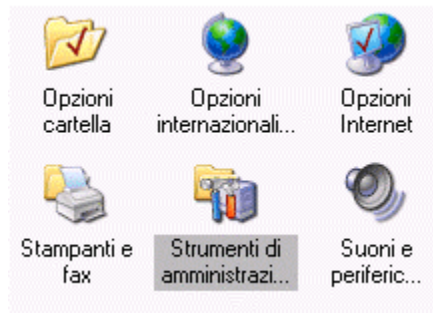 Opzioni cartella
Opzioni internazionali...
Opzioni Internet
Stampanti e fax
Strumenti di amministrazi...
Suoni e periferic...